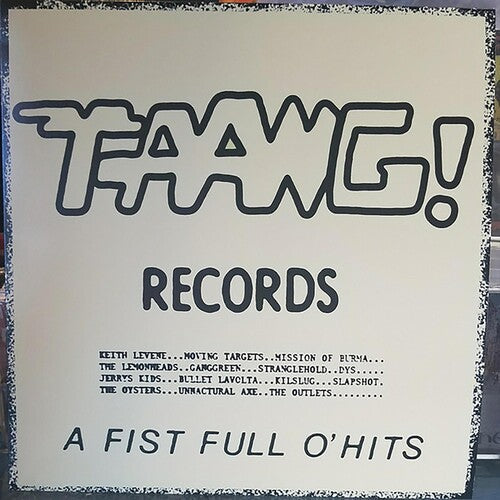 TAANG!
RECORDS
KEITH LEVENE...MOVING TARGETS..MISSION OF BURMA...
THE LEMONHEADS..GANGGREEN...STRANGLEHOLD..DYS.....
JERRYS KIDS...BULLET LAVOLTA...KILSLUG...SLAPSHOT.
THE OYSTERS...UNNACTURAL AXE..THE OUTLETS.........
A FIST FULL O'HITS